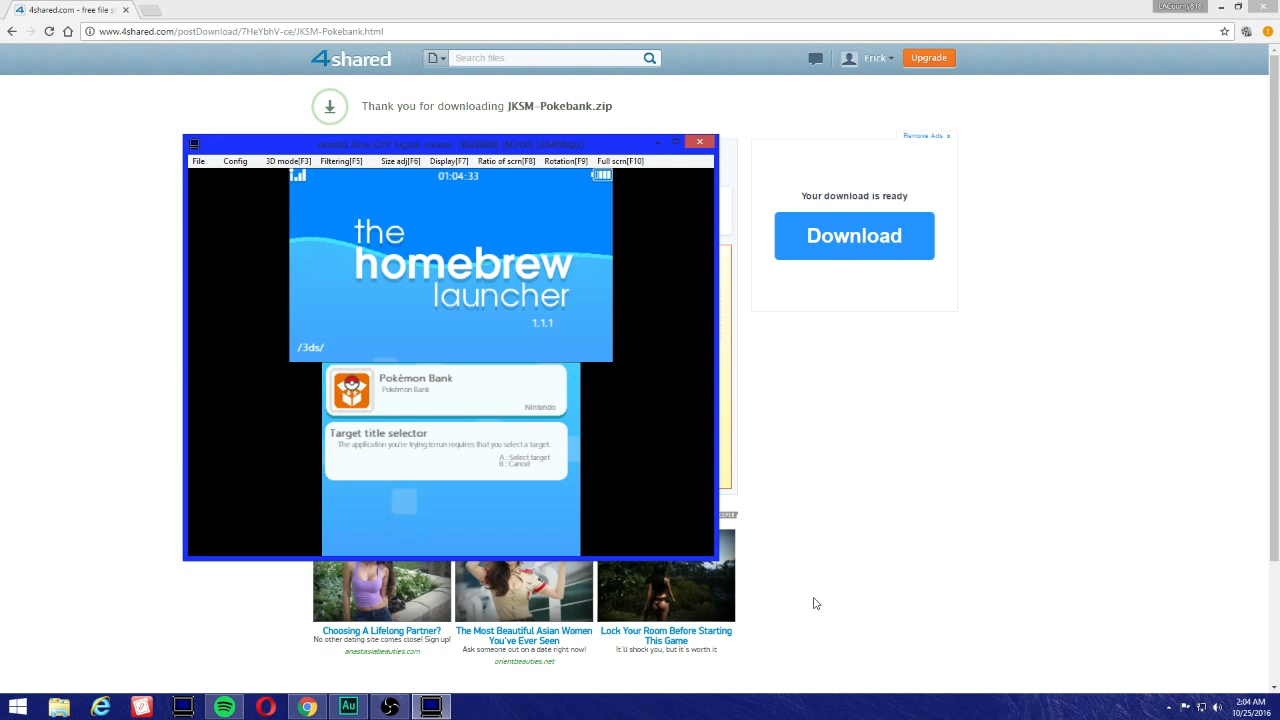 4shared.com - free file sh
LACounty818
www.4shared.com/postDownload/7HeYbhV-ce/JKSM-Pokebank.html
4shared
Search files
Erick
Upgrade
Thank you for downloading JKSM-Pokebank.zip
Remove Ads x
Your download is ready
Download
File Config 3D mode[F3] Filtering[F5] Size adj[F6] Display[F7] Ratio of scrn[F8] Rotation[F9] Full scrn[F10]
01:04:33
the
homebrew
launcher
1.1.1
/3ds/
Pokémon Bank
Pokémon Bank
Nintendo
Target title selector
The application you're trying to run requires that you select a target.
A : Select target
B : Cancel
Choosing A Lifelong Partner?
No other dating site comes close! Sign up!
anastasiabeauties.com
The Most Beautiful Asian Women
You've Ever Seen
Ask someone out on a date right now!
orientbeauties.net
Lock Your Room Before Starting
This Game
It'll shock you, but it's worth it
Au
2:04 AM
10/25/2016